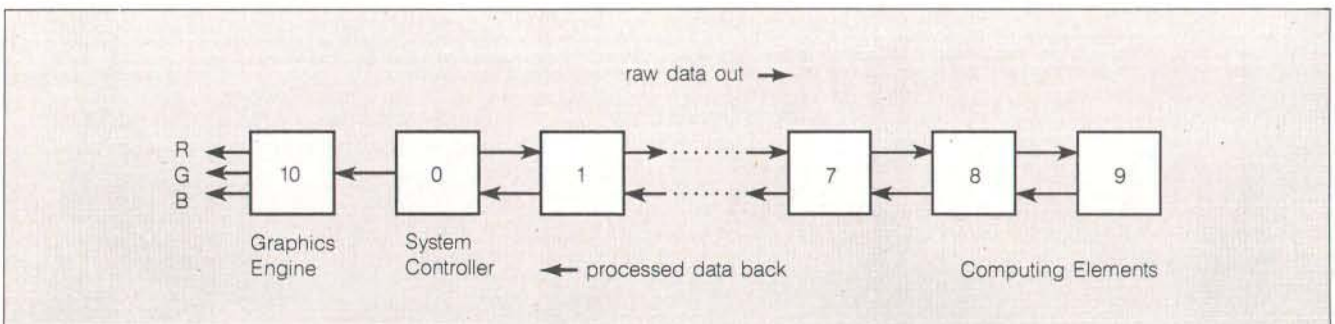 raw data out
R
G
B
10
0
1
7
8
9
Graphics
Engine
System
Controller
processed data back
Computing Elements